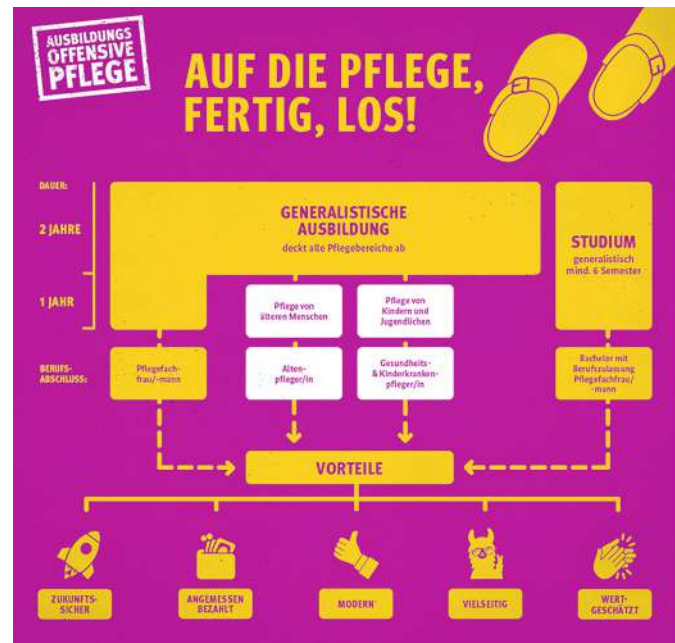 AUSBILDUNGS
OFFENSIVE
PFLEGE
AUF DIE PFLEGE,
FERTIG, LOS!
DAUER:
2 JAHRE
GENERALISTISCHE
AUSBILDUNG
deckt alle Pflegebereiche ab
STUDIUM
generalistisch
mind. 6 Semester
1 JAHR
Pflege von
älteren Menschen
Pflege von
Kindern und
Jugendlichen
BERUFS-
ABSCHLUSS:
Pflegefach-
frau/-mann
Alten-
pfleger/in
Gesundheits-
& Kinderkranken-
pfleger/in
Bachelor mit
Berufszulassung
Pflegefachfrau/
-mann
VORTEILE
ZUKUNFTS-
SICHER
ANGEMESSEN
BEZAHLT
MODERN
VIELSEITIG
WERT-
GESCHÄTZT